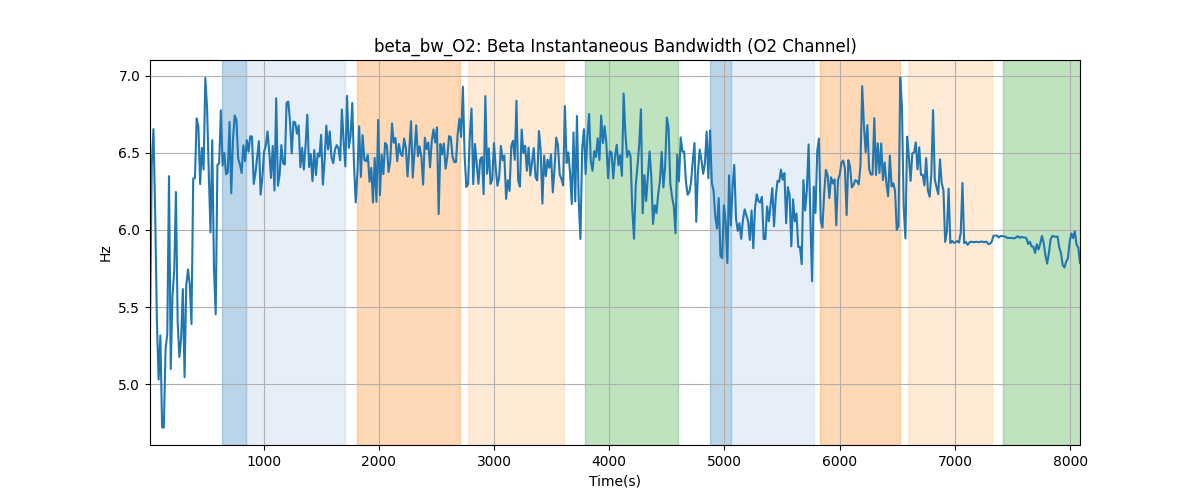 beta_bw_O2: Beta Instantaneous Bandwidth (O2 Channel)
7.0
6.5
6.0
5.5
5.0
Hz
1000 2000 3000 4000 5000 6000 7000 8000
Time(s)